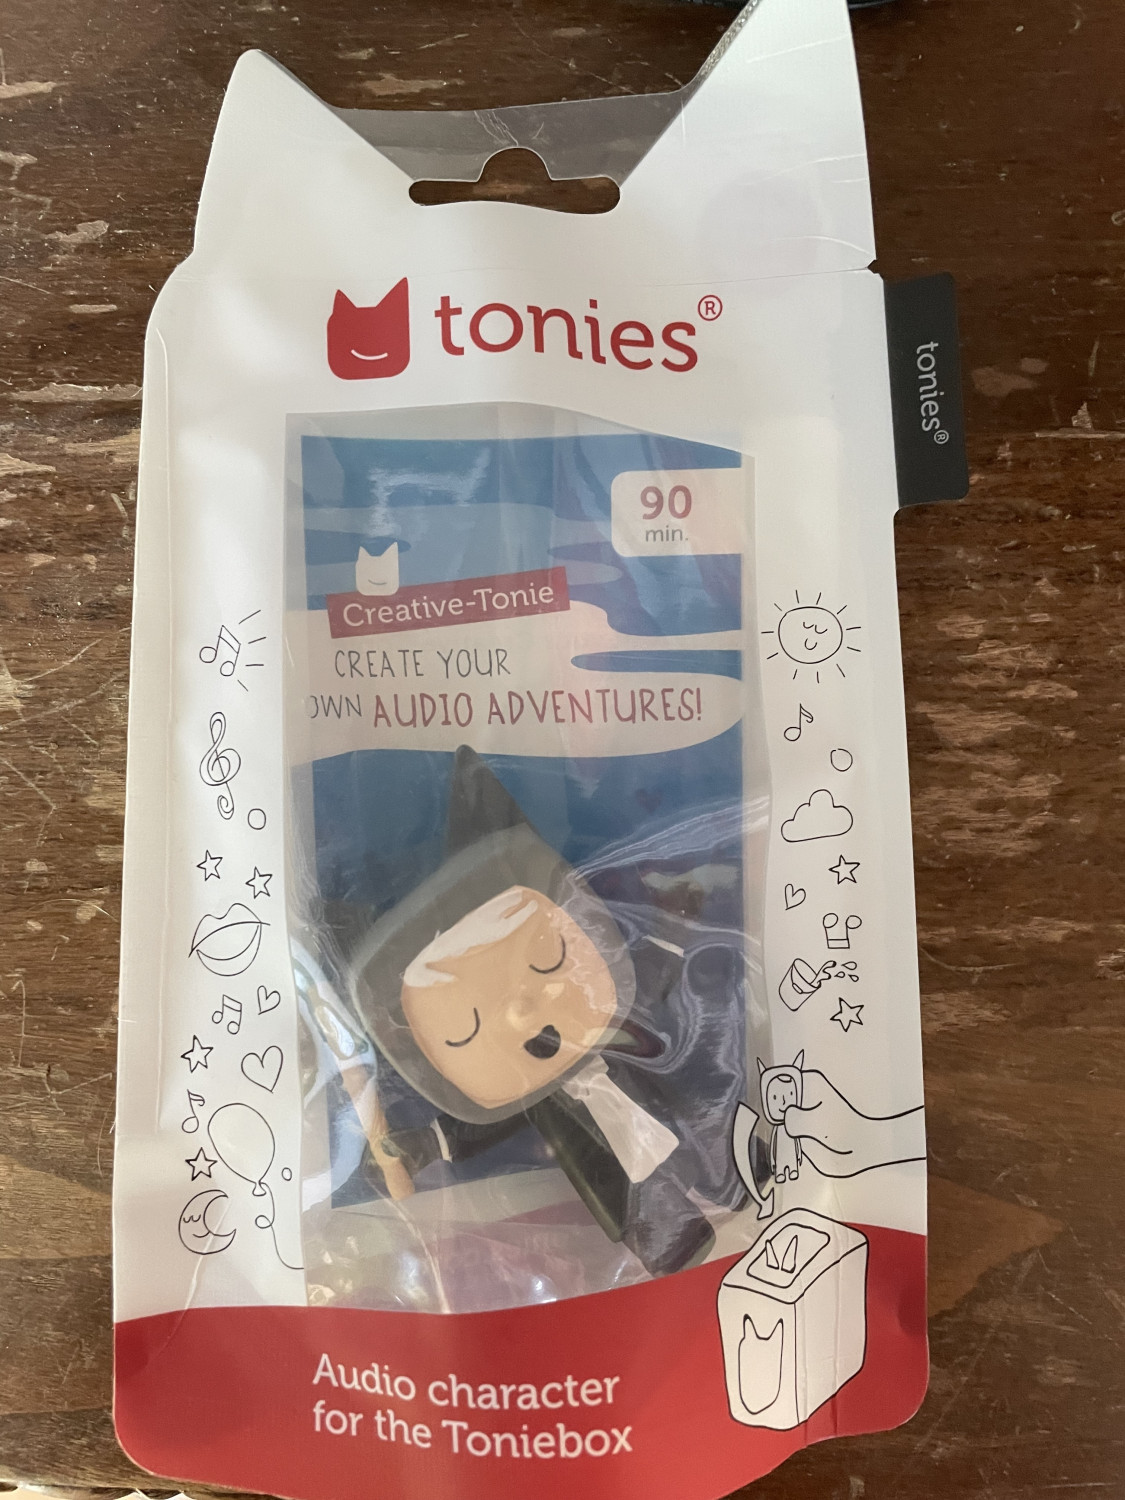 tonies®
tonies®
90
min.
Creative-Tonie
CREATE YOUR
OWN AUDIO ADVENTURES!
Audio character
for the Toniebox